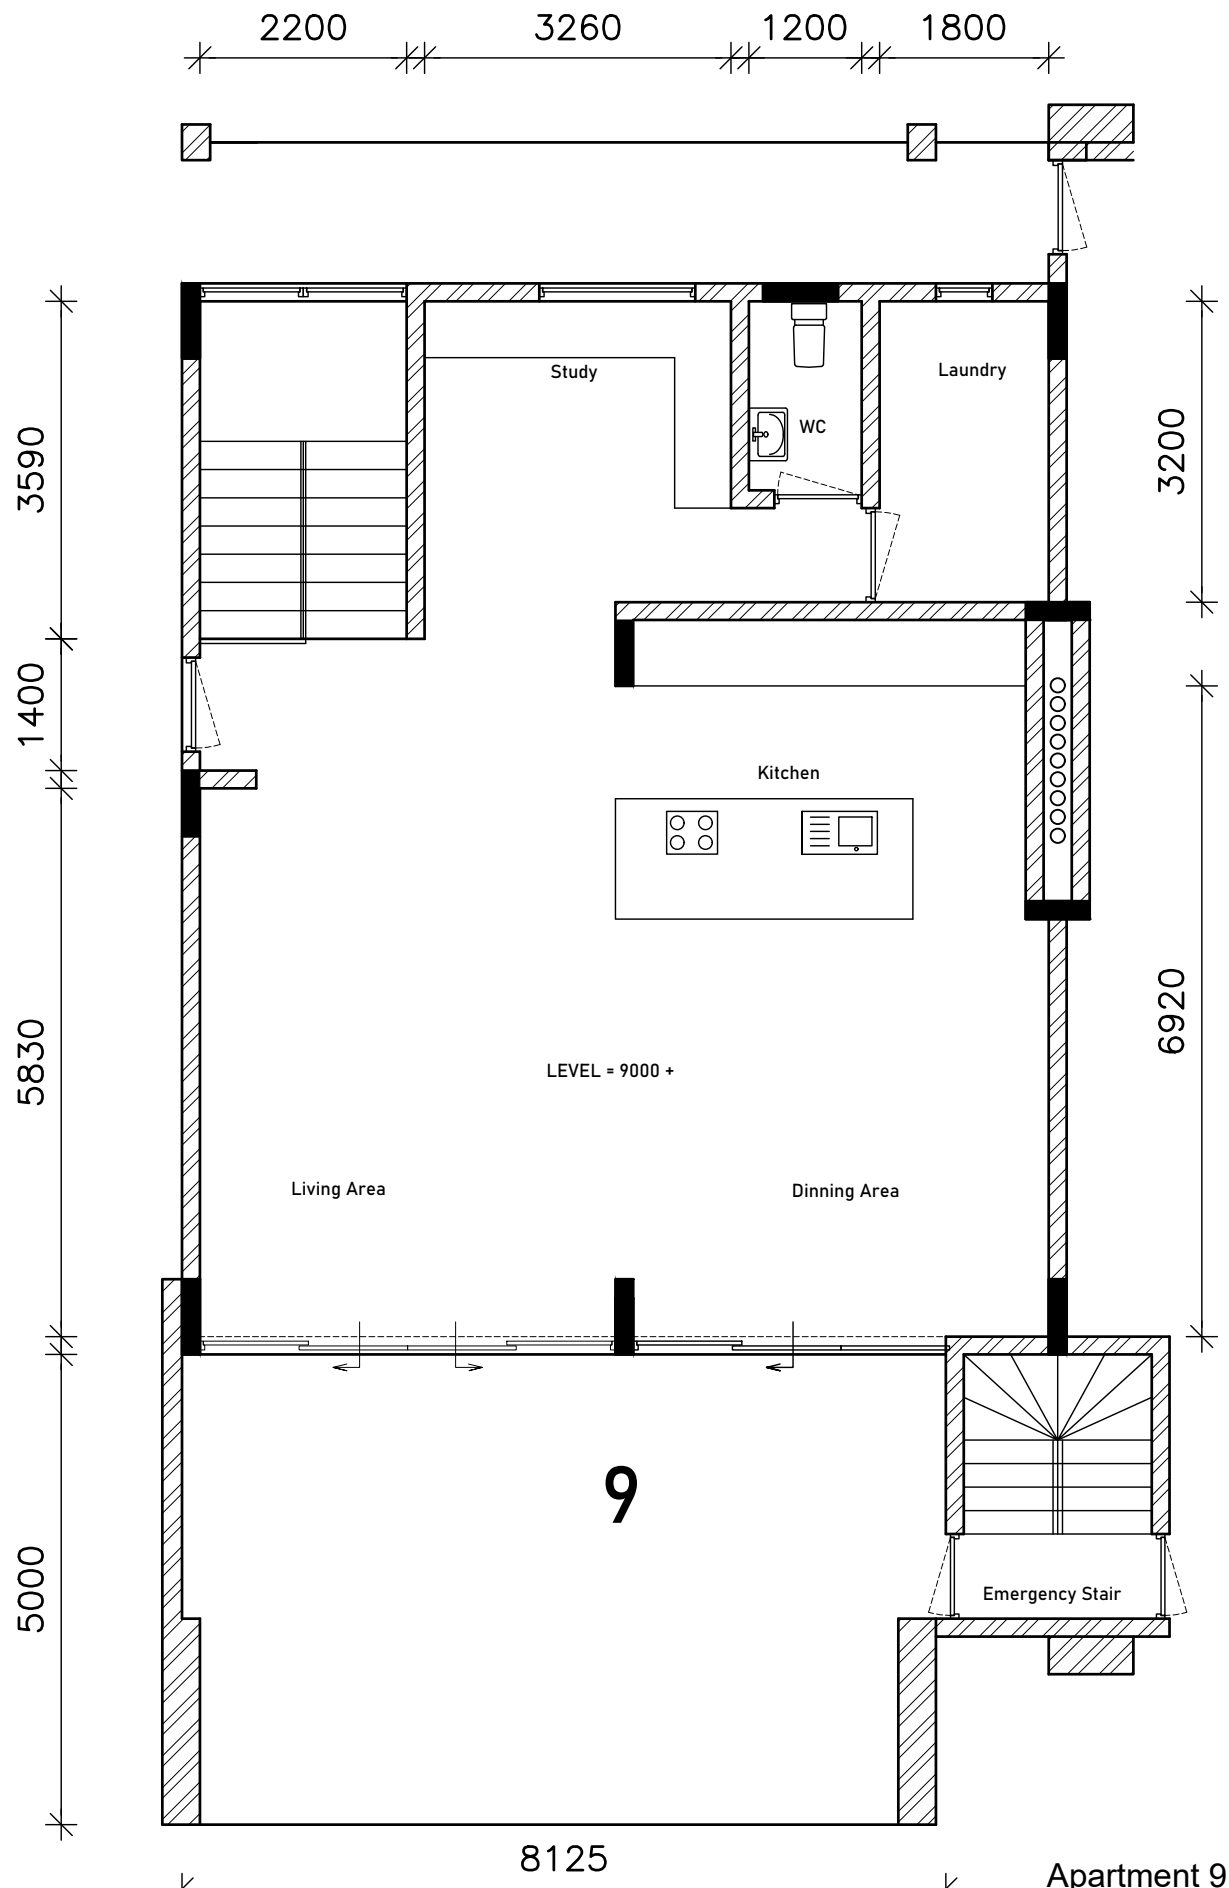 2200 3260 1200 1800
Study
Laundry
WC
3590
3200
1400
Kitchen
5830
6920
LEVEL = 9000 +
Living Area
Dinning Area
9
5000
Emergency Stair
8125
Apartment 9